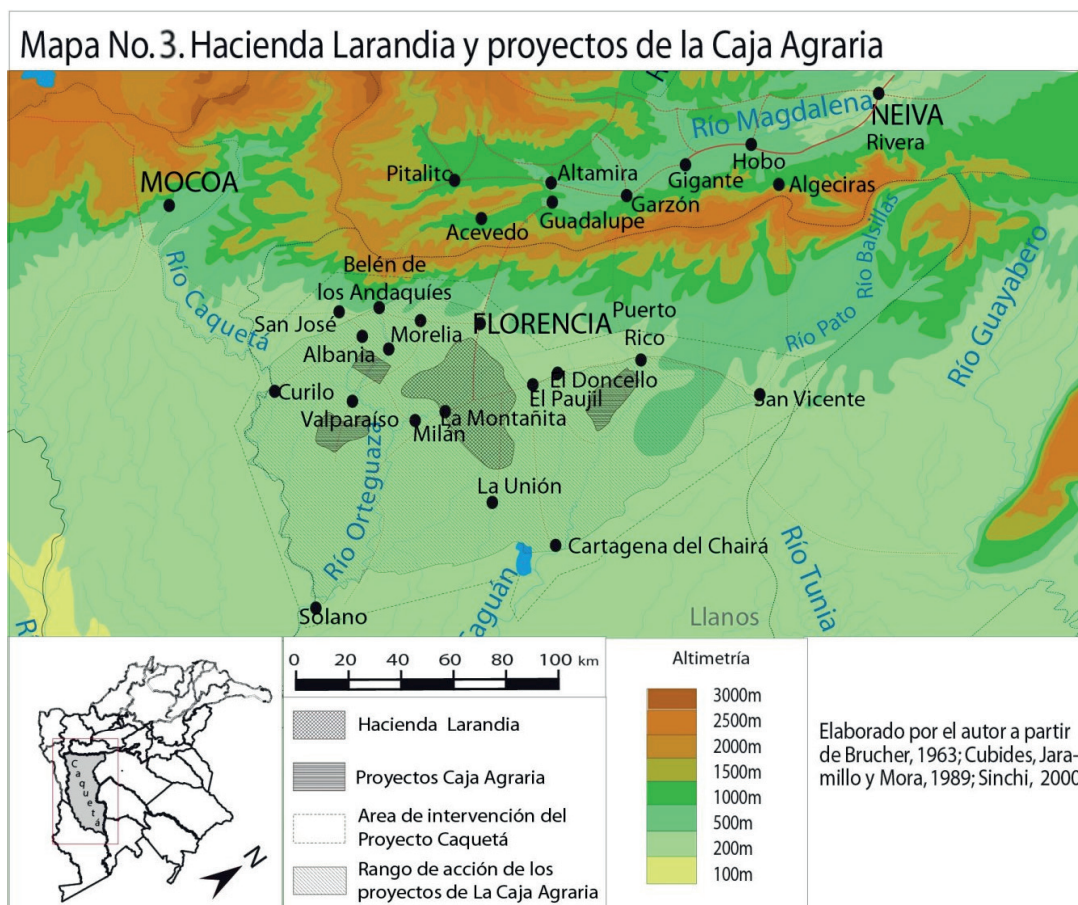 Mapa No. 3. Hacienda Larandia y proyectos de la Caja Agraria
Río Magdalena
NEIVA
Rivera
Hobo
Pitalito
Altamira
Gigante
Algeciras
MOCOA
Guadalupe
Garzón
Acevedo
Río Balsillas
Río Guayabero
Río Caquetá
Belén de
los Andaquíes
San José
Morelia
FLORENCIA
Puerto
Rico
Río Pato
Albania
El Doncello
El Paujil
San Vicente
Curilo
Valparaíso
La Montañita
Milán
Río Orteguaza
La Unión
Cartagena del Chairá
Río Tunia
Caguán
Solano
Llanos
Rí
0 20 40 60 80 100 km
Hacienda Larandia
Proyectos Caja Agraria
Area de intervención del
Proyecto Caquetá
Rango de acción de los
proyectos de La Caja Agraria
Altimetría
3000m
2500m
2000m
1500m
1000m
500m
200m
100m
Elaborado por el autor a partir
de Brucher, 1963; Cubides, Jara-
millo y Mora, 1989; Sinchi, 2000
Caquetá
N